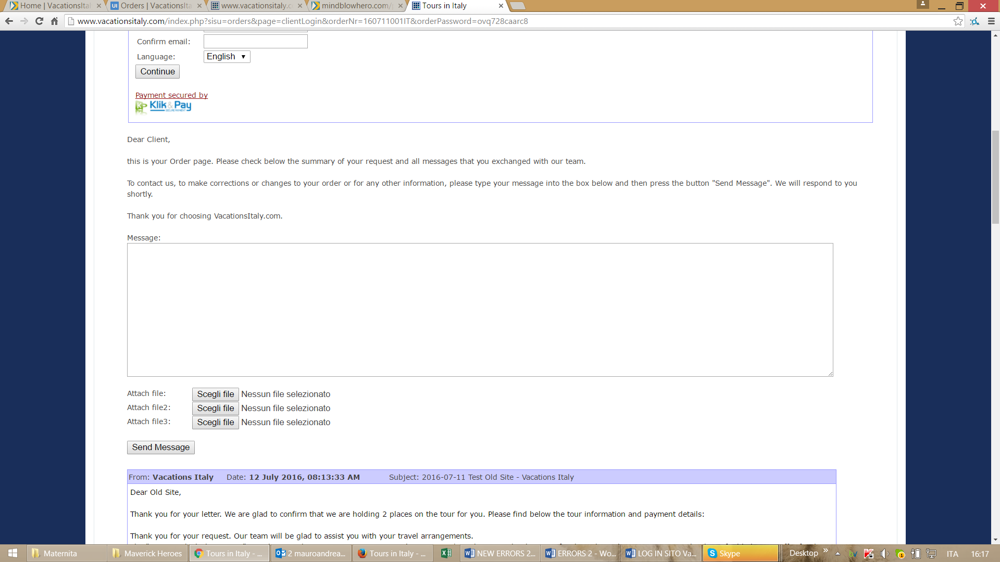 Home | VacationsItal
Orders | VacationsIta
www.vacationsitaly.c
mindblowhero.com/
Tours in Italy
www.vacationsitaly.com/index.php?sisu=orders&page=clientLogin&orderNr=160711001IT&orderPassword=ovq728caarc8
Confirm email:
Language: English
Continue
Payment secured by
Klik & Pay
SECURE PAYMENT
Dear Client,
this is your Order page. Please check below the summary of your request and all messages that you exchanged with our team.
To contact us, to make corrections or changes to your order or for any other information, please type your message into the box below and then press the button "Send Message". We will respond to you
shortly.
Thank you for choosing VacationsItaly.com.
Message:
Attach file: Scegli file Nessun file selezionato
Attach file2: Scegli file Nessun file selezionato
Attach file3: Scegli file Nessun file selezionato
Send Message
From: Vacations Italy Date: 12 July 2016, 08:13:33 AM Subject: 2016-07-11 Test Old Site - Vacations Italy
Dear Old Site,
Thank you for your letter. We are glad to confirm that we are holding 2 places on the tour for you. Please find below the tour information and payment details:
Thank you for your request. Our team will be glad to assist you with your travel arrangements.
Maternita
Maverick Heroes
Tours in Italy - ...
2 mauroandrea...
Tours in Italy - ...
NEW ERRORS 2...
ERRORS 2 - Wo...
LOG IN SITO Va...
Skype
Desktop
ITA
16:17